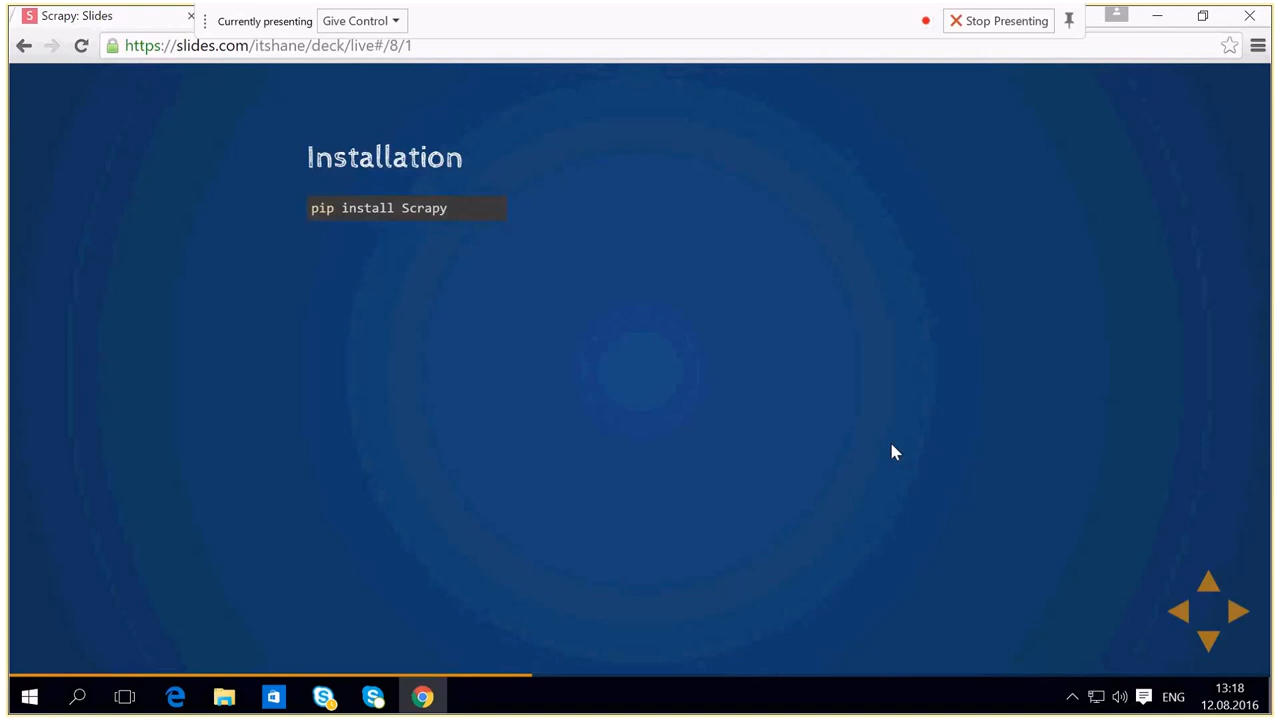 Scrapy: Slides
Currently presenting
Give Control
Stop Presenting
https://slides.com/itshane/deck/live#/8/1
Installation
pip install Scrapy
ENG
13:18
12.08.2016